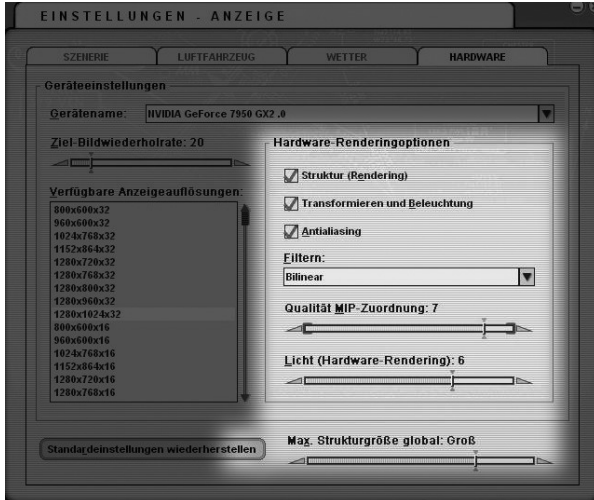 EINSTELLUNGEN - ANZEIGE
SZENERIE
LUFTFAHRZEUG
WETTER
HARDWARE
Geräteeinstellungen
Gerätename:
NVIDIA GeForce 7950 GX2 .0
Ziel-Bildwiederholrate: 20
Verfügbare Anzeigeauflösungen:
800x600x32
960x600x32
1024x768x32
1152x864x32
1280x720x32
1280x768x32
1280x800x32
1280x960x32
1280x1024x32
800x600x16
960x600x16
1024x768x16
1152x864x16
1280x720x16
1280x768x16
Hardware-Renderingoptionen
Struktur (Rendering)
Transformieren und Beleuchtung
Antialiasing
Filtern:
Bilinear
Qualität MIP-Zuordnung: 7
Licht (Hardware-Rendering): 6
Standardeinstellungen wiederherstellen
Max. Strukturgröße global: Groß